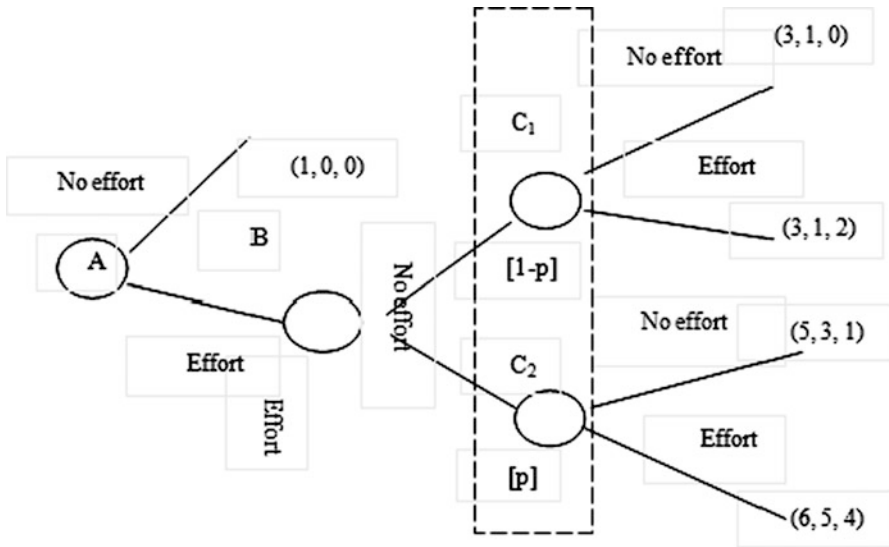 (3, 1, 0)
No effort
C₁
Effort
(1, 0, 0)
No effort
(3, 1, 2)
B
A
[1-p]
No effort
No effort
(5, 3, 1)
Effort
C₂
Effort
Effort
[p]
(6, 5, 4)